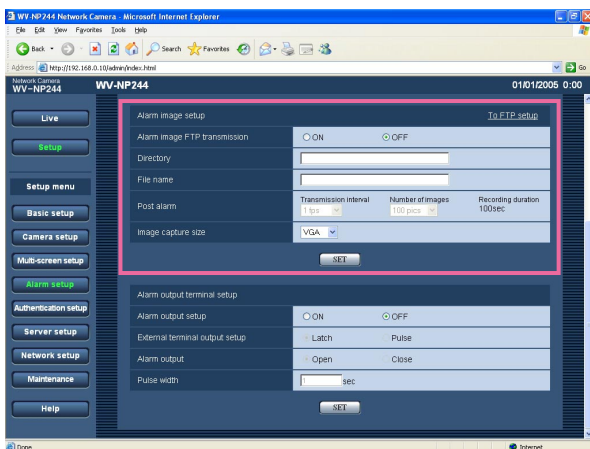 WV-NP244 Network Camera - Microsoft Internet Explorer
File Edit View Favorites Tools Help
Back Search Favorites
Address http://192.168.0.10/admin/index.html Go
Network Camera
WV-NP244
WV-NP244 01/01/2005 0:00
Live
Setup
Setup menu
Basic setup
Camera setup
Multi-screen setup
Alarm setup
Authentication setup
Server setup
Network setup
Maintenance
Help
Alarm image setup To FTP setup
Alarm image FTP transmission ON OFF
Directory
File name
Post alarm
Transmission interval Number of images Recording duration
1 fps 100 pics 100sec
Image capture size VGA
SET
Alarm output terminal setup
Alarm output setup ON OFF
External terminal output setup Latch Pulse
Alarm output Open Close
Pulse width 1 sec
SET
Done Internet